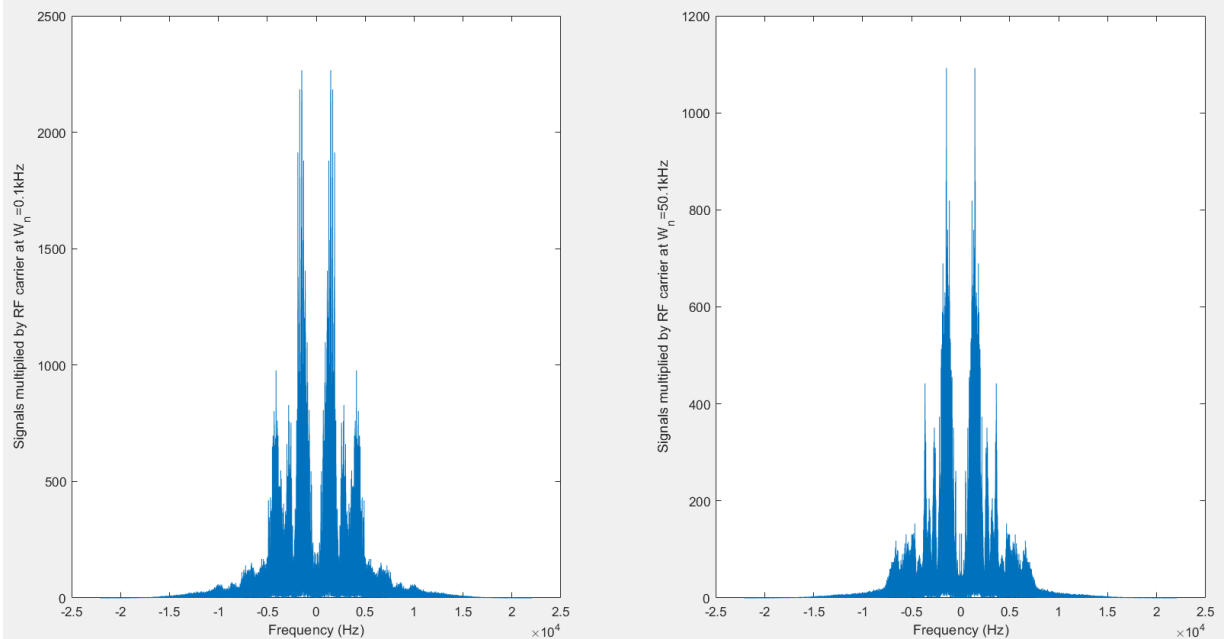 Signals multiplied by RF carrier at W_n=0.1kHz
2500
2000
1500
1000
500
0
-2.5 -2 -1.5 -1 -0.5 0 0.5 1 1.5 2 2.5
Frequency (Hz)
×10^4
Signals multiplied by RF carrier at W_n=50.1kHz
1200
1000
800
600
400
200
0
-2.5 -2 -1.5 -1 -0.5 0 0.5 1 1.5 2 2.5
Frequency (Hz)
×10^4